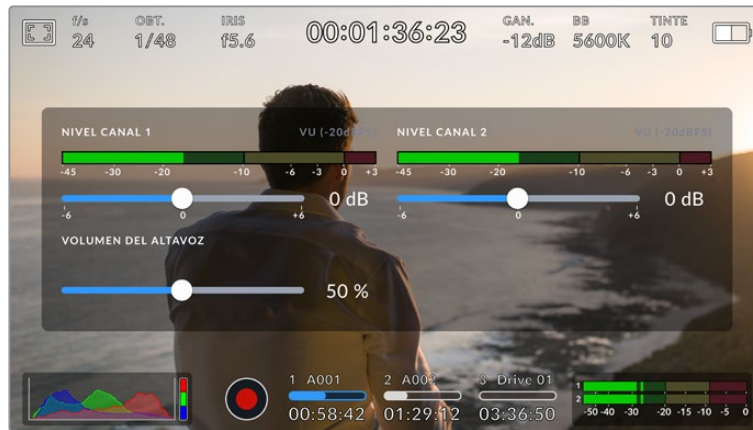 f/s OBT. IRIS 00:01:36:23 GAN. BB TINTE
24 1/48 f5.6 -12dB 5600K 10
NIVEL CANAL 1 VU (-20dBFS) NIVEL CANAL 2 VU (-20dBFS)
-45 -30 -20 -10 -6 -3 0 +3 -45 -30 -20 -10 -6 -3 0 +3
0 dB 0 dB
-6 0 +6 -6 0 +6
VOLUMEN DEL ALTAVOZ
50 %
1 A001 2 A002 3 Drive 01
00:58:42 01:29:12 03:36:50
1
2
-50 -40 -30 -20 -15 -10 -5 0